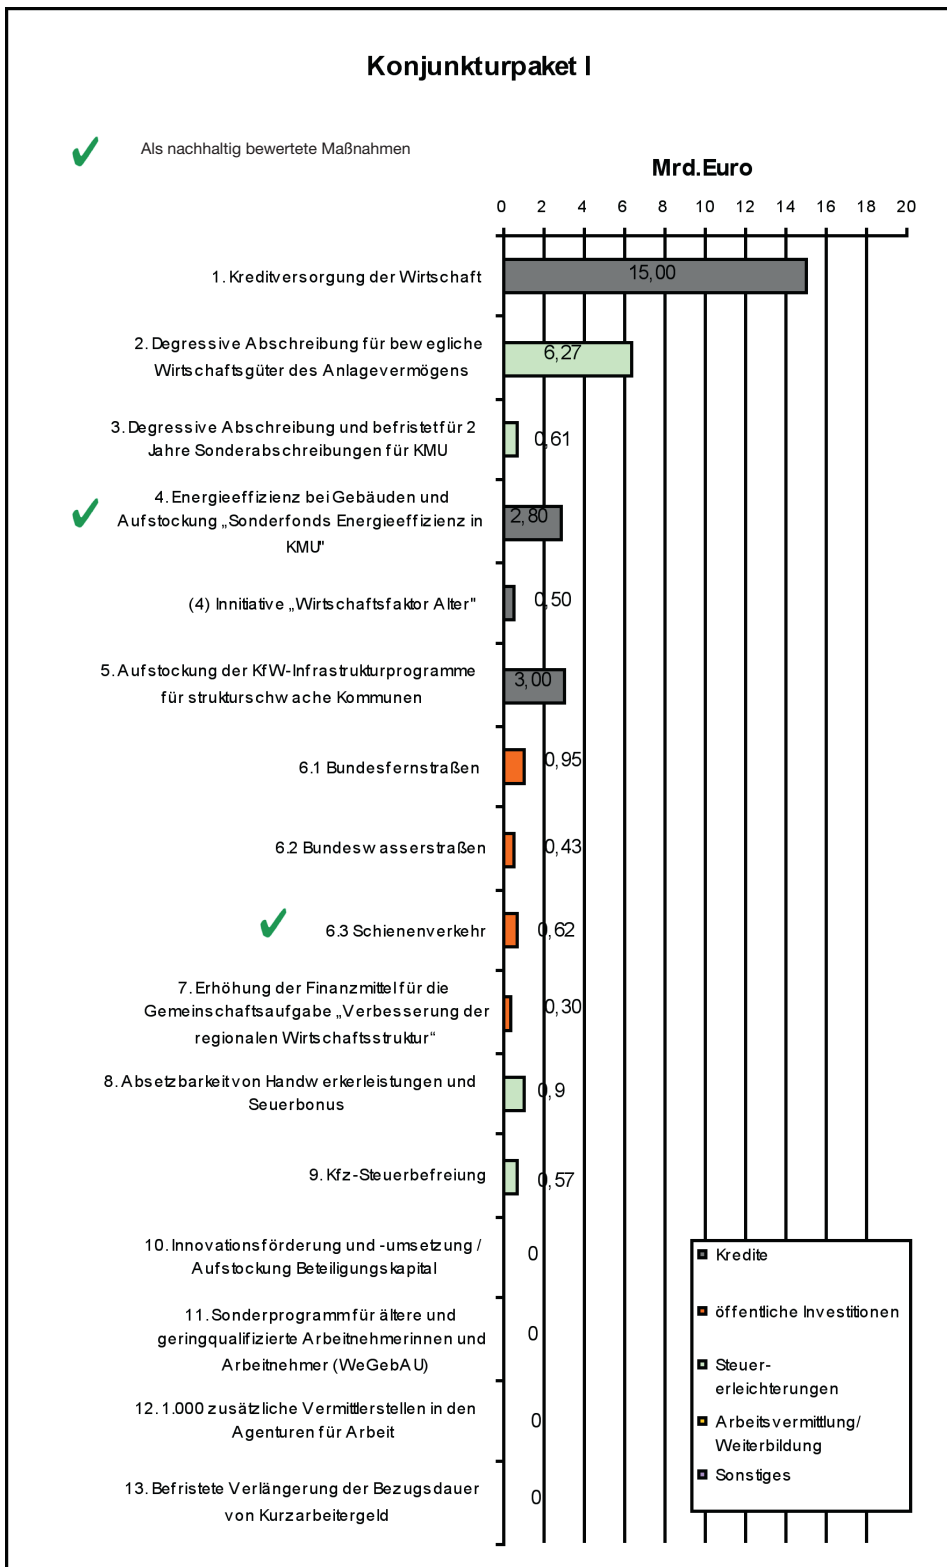 Konjunkturpaket I
Als nachhaltig bewertete Maßnahmen
Mrd.Euro
0 2 4 6 8 10 12 14 16 18 20
1. Kreditversorgung der Wirtschaft
15,00
2. Degressive Abschreibung für bewegliche
Wirtschaftsgüter des Anlagevermögens
6,27
3. Degressive Abschreibung und befristet für 2
Jahre Sonderabschreibungen für KMU
0,61
4. Energieeffizienz bei Gebäuden und
Aufstockung „Sonderfonds Energieeffizienz in
KMU"
2,80
(4) Innitiative „Wirtschaftsfaktor Alter"
0,50
5. Aufstockung der KfW-Infrastrukturprogramme
für strukturschwache Kommunen
3,00
6.1 Bundesfernstraßen
0,95
6.2 Bundeswasserstraßen
0,43
6.3 Schienenverkehr
0,62
7. Erhöhung der Finanzmittel für die
Gemeinschaftsaufgabe „Verbesserung der
regionalen Wirtschaftsstruktur“
0,30
8. Absetzbarkeit von Handwerkerleistungen und
Seuerbonus
0,9
9. Kfz-Steuerbefreiung
0,57
10. Innovationsförderung und -umsetzung /
Aufstockung Beteiligungskapital
0
11. Sonderprogramm für ältere und
geringqualifizierte Arbeitnehmerinnen und
Arbeitnehmer (WeGebAU)
0
12. 1.000 zusätzliche Vermittlerstellen in den
Agenturen für Arbeit
0
13. Befristete Verlängerung der Bezugsdauer
von Kurzarbeitergeld
0
Kredite
öffentliche Investitionen
Steuer-
erleichterungen
Arbeitsvermittlung/
Weiterbildung
Sonstiges